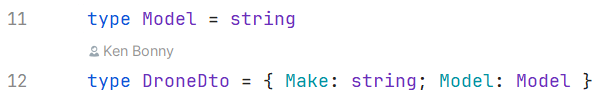 11 type Model = string
Ken Bonny
12 type DroneDto = { Make: string; Model: Model }